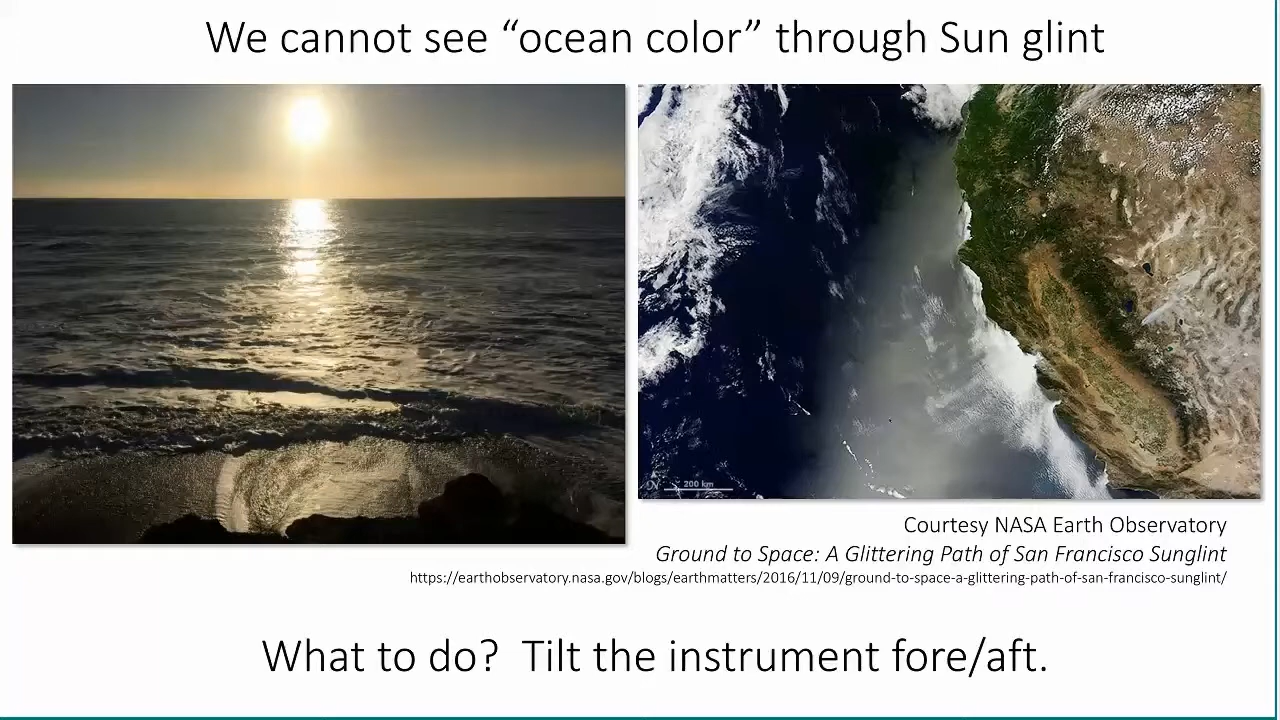 We cannot see “ocean color” through Sun glint
200 km
Courtesy NASA Earth Observatory
Ground to Space: A Glittering Path of San Francisco Sunglint
https://earthobservatory.nasa.gov/blogs/earthmatters/2016/11/09/ground-to-space-a-glittering-path-of-san-francisco-sunglint/
What to do?  Tilt the instrument fore/aft.